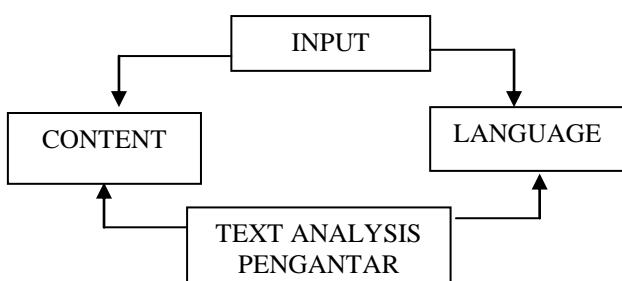 INPUT
CONTENT
LANGUAGE
TEXT ANALYSIS
PENGANTAR